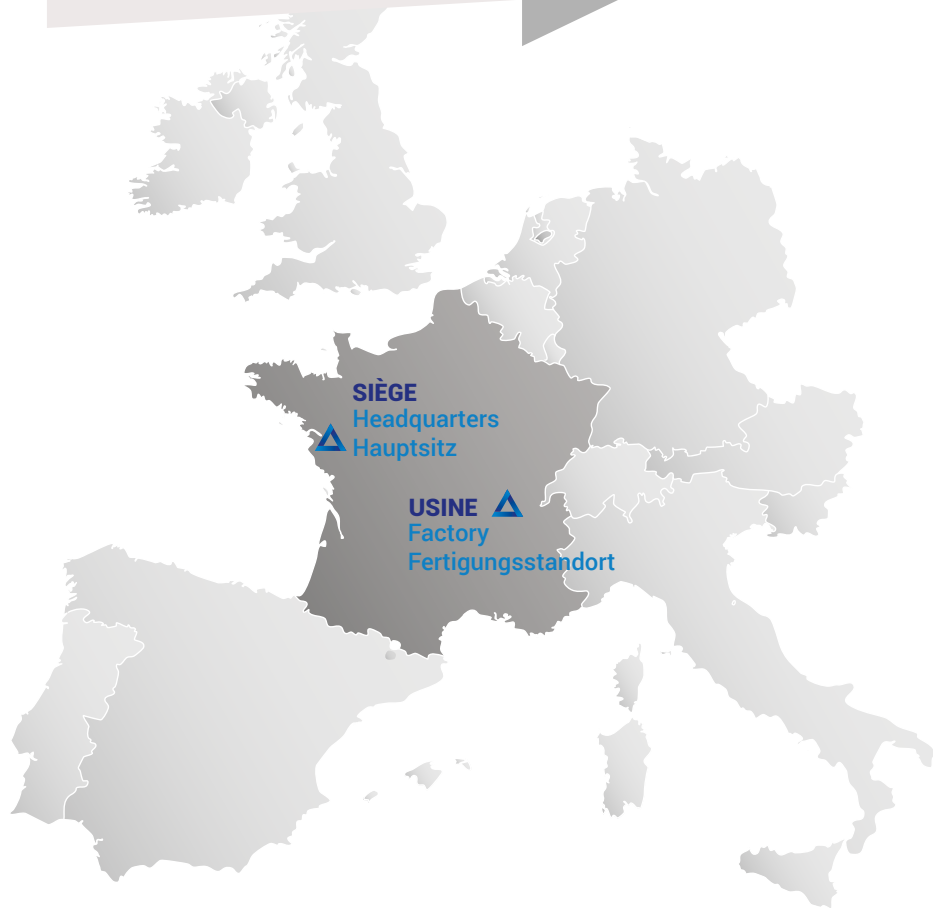 SIÈGE
Headquarters
Hauptsitz
USINE
Factory
Fertigungsstandort